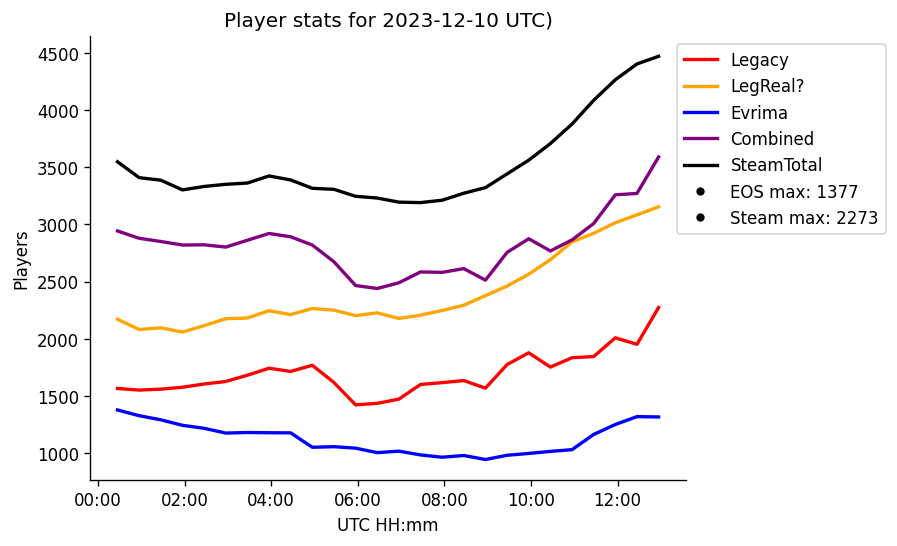 Player stats for 2023-12-10 UTC)
4500
4000
3500
3000
2500
2000
1500
1000
Players
00:00 02:00 04:00 06:00 08:00 10:00 12:00
UTC HH:mm
Legacy
LegReal?
Evrima
Combined
SteamTotal
EOS max: 1377
Steam max: 2273